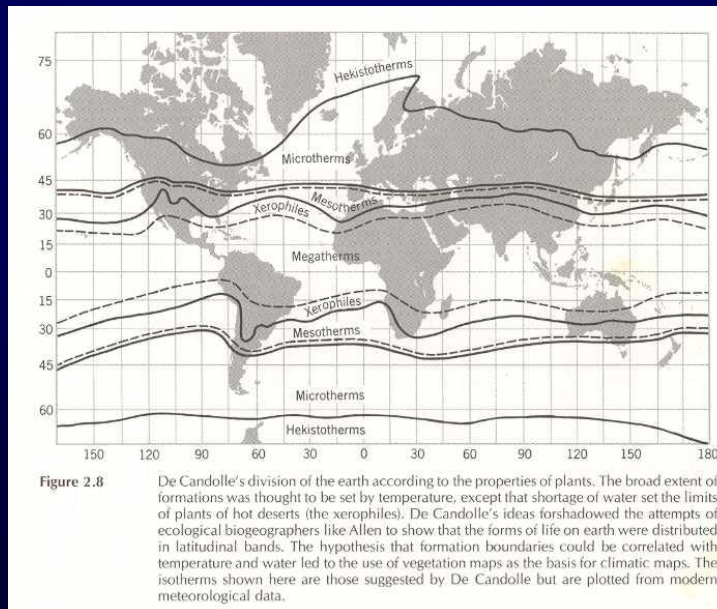 75
60
45
30
15
0
15
30
45
60
Hekistotherms
Microtherms
Mesotherms
Xerophiles
Megatherms
Xerophiles
Mesotherms
Microtherms
Hekistotherms
150 120 90 60 30 0 30 60 90 120 150 180
Figure 2.8
De Candolle's division of the earth according to the properties of plants. The broad extent of
formations was thought to be set by temperature, except that shortage of water set the limits
of plants of hot deserts (the xerophiles). De Candolle's ideas forshadowed the attempts of
ecological biogeographers like Allen to show that the forms of life on earth were distributed
in latitudinal bands. The hypothesis that formation boundaries could be correlated with
temperature and water led to the use of vegetation maps as the basis for climatic maps. The
isotherms shown here are those suggested by De Candolle but are plotted from modern
meteorological data.